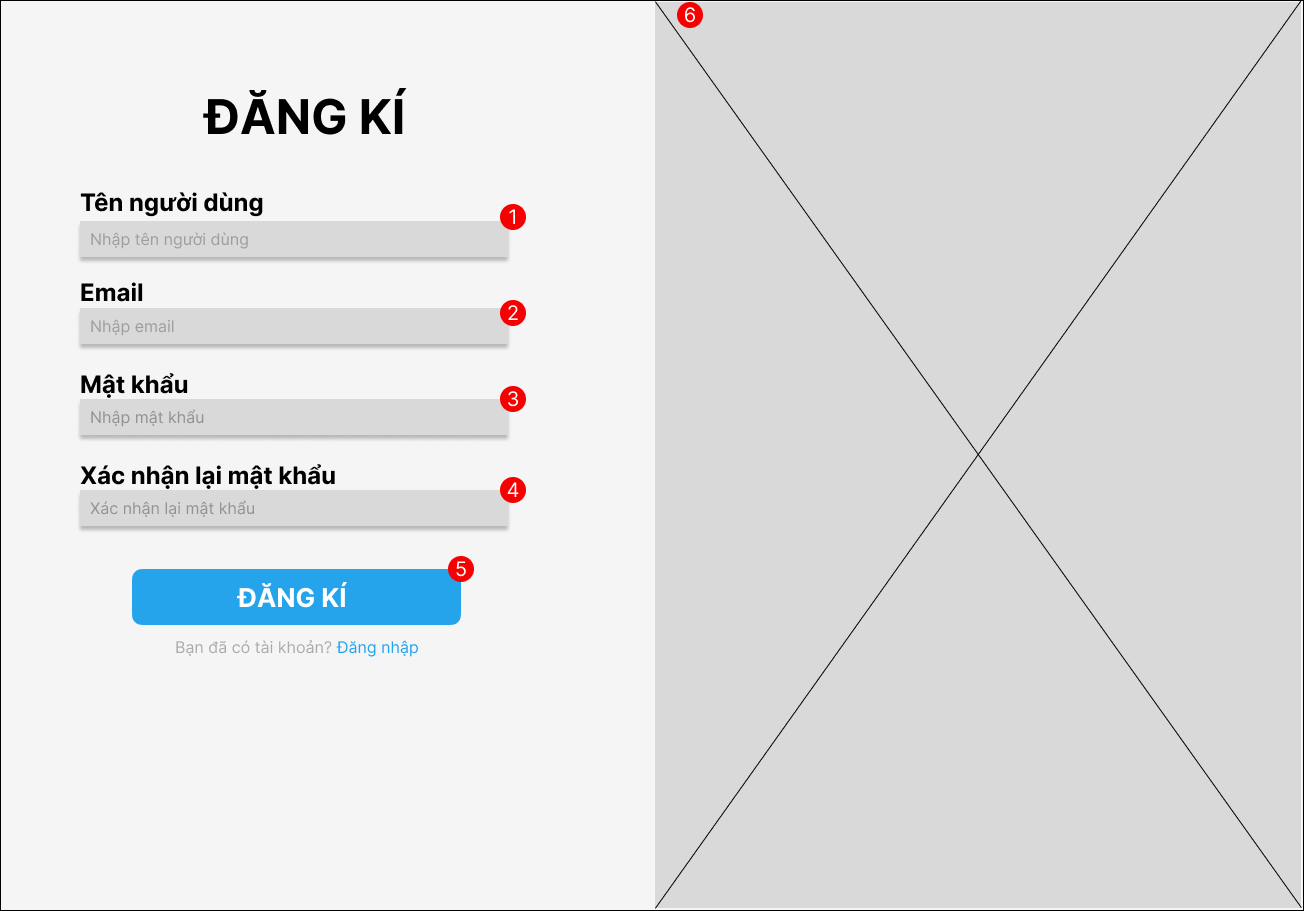 6
ĐĂNG KÍ
Tên người dùng
1
Nhập tên người dùng
Email
2
Nhập email
Mật khẩu
3
Nhập mật khẩu
Xác nhận lại mật khẩu
4
Xác nhận lại mật khẩu
5
ĐĂNG KÍ
Bạn đã có tài khoản? Đăng nhập